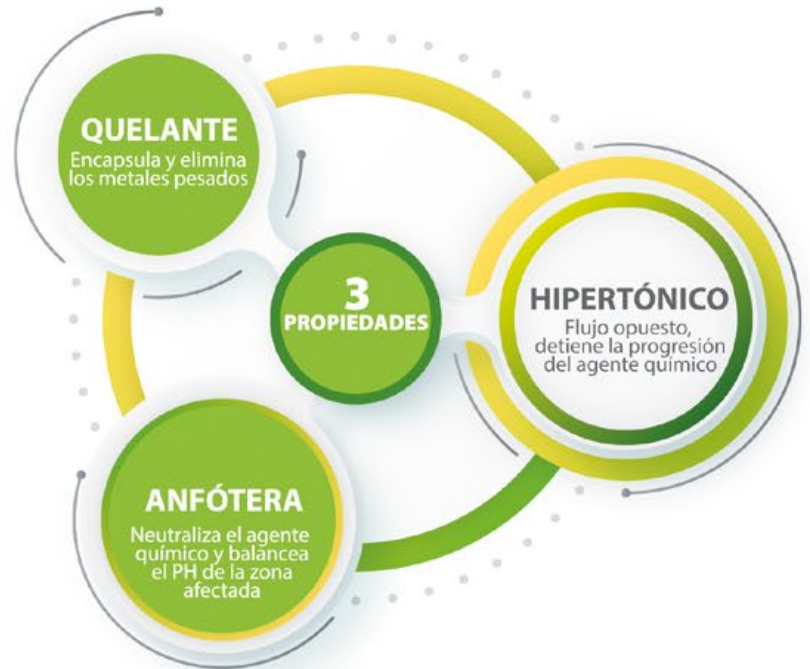 QUELANTE
Encapsula y elimina
los metales pesados
3
PROPIEDADES
HIPERTÓNICO
Flujo opuesto,
detiene la progresión
del agente químico
ANFÓTERA
Neutraliza el agente
químico y balancea
el PH de la zona
afectada